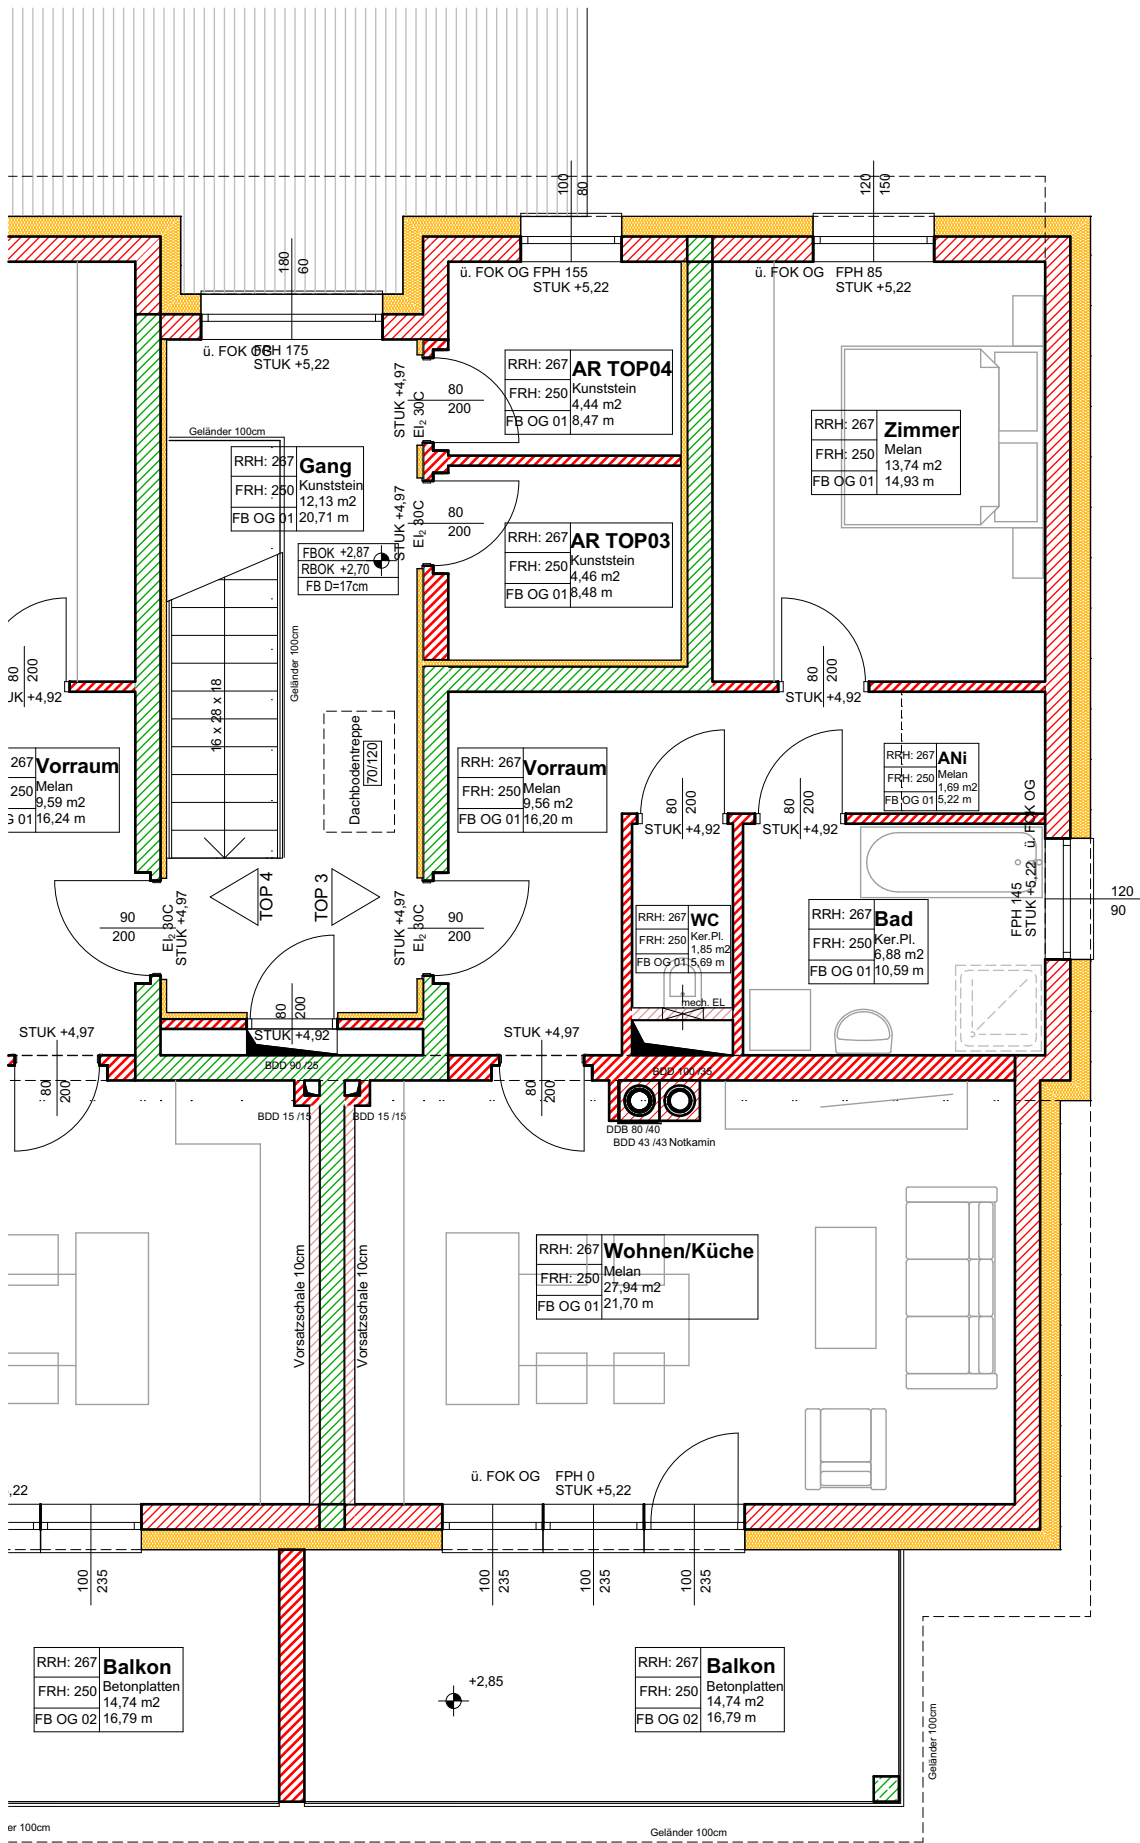 100
80
120
150
180
60
ü. FOK OG FPH 155
STUK +5,22
ü. FOK OG FPH 85
STUK +5,22
ü. FOK OG
FPH 175
STUK +5,22
STUK +4,97
EI2 30C
80
200
RRH: 267
FRH: 250
FB OG 01
AR TOP04
Kunststein
4,44 m2
8,47 m
RRH: 267
FRH: 250
FB OG 01
Zimmer
Melan
13,74 m2
14,93 m
Geländer 100cm
RRH: 267
FRH: 250
FB OG 01
Gang
Kunststein
12,13 m2
20,71 m
STUK +4,97
EI2 30C
80
200
RRH: 267
FRH: 250
FB OG 01
AR TOP03
Kunststein
4,46 m2
8,48 m
FBOK +2,87
RBOK +2,70
FB D=17cm
Geländer 100cm
16 x 28 x 18
80
200
STUK +4,92
80
200
STUK +4,92
Dachbodentreppe
70/120
267
250
01
Vorraum
Melan
9,59 m2
16,24 m
RRH: 267
FRH: 250
FB OG 01
Vorraum
Melan
9,56 m2
16,20 m
RRH: 267
FRH: 250
FB OG 01
ANi
Melan
1,69 m2
5,22 m
80
200
STUK +4,92
80
200
STUK +4,92
FPH 145
STUK +5,22 ü. FOK OG
120
90
TOP 4
TOP 3
90
200
EI2 30C
STUK +4,97
STUK +4,97
EI2 30C
90
200
RRH: 267
FRH: 250
FB OG 01
WC
Ker.Pl.
1,85 m2
5,69 m
RRH: 267
FRH: 250
FB OG 01
Bad
Ker.Pl.
6,88 m2
10,59 m
mech. EL
80
200
STUK +4,92
STUK +4,97
80
200
STUK +4,97
80
200
BDD 90 /25
BDD 100 /35
BDD 15 /15
BDD 15 /15
DDB 80 /40
BDD 43 /43 Notkamin
Vorsatzschale 10cm
Vorsatzschale 10cm
RRH: 267
FRH: 250
FB OG 01
Wohnen/Küche
Melan
27,94 m2
21,70 m
ü. FOK OG FPH 0
STUK +5,22
,22
100
235
100
235
100
235
100
235
RRH: 267
FRH: 250
FB OG 02
Balkon
Betonplatten
14,74 m2
16,79 m
+2,85
RRH: 267
FRH: 250
FB OG 02
Balkon
Betonplatten
14,74 m2
16,79 m
Geländer 100cm
er 100cm
Geländer 100cm